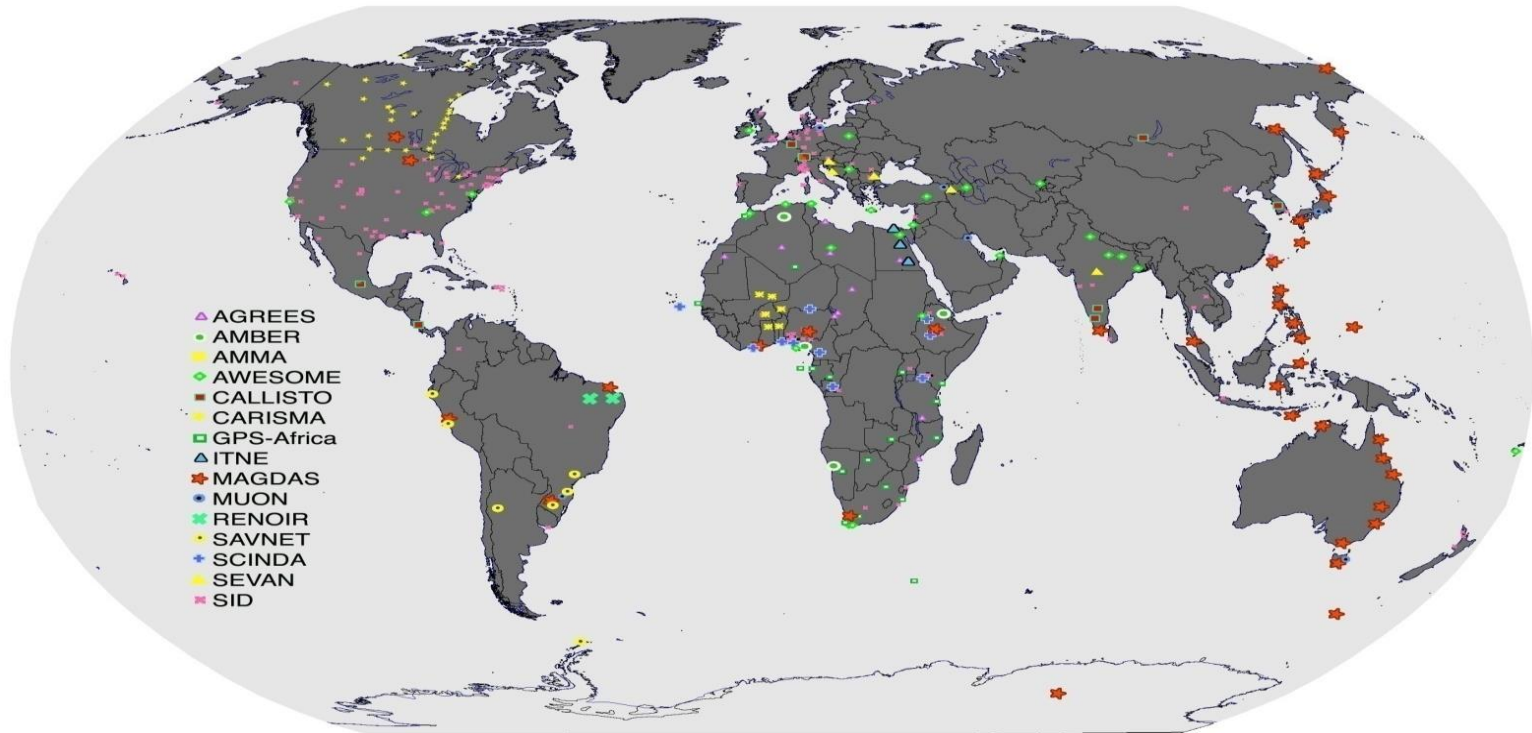 AGREES
AMBER
AMMA
AWESOME
CALLISTO
CARISMA
GPS-Africa
ITNE
MAGDAS
MUON
RENOIR
SAVNET
SCINDA
SEVAN
SID